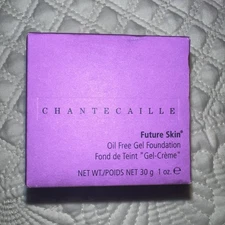 CHANTECAILLE
Future Skin®
Oil Free Gel Foundation
Fond de Teint "Gel-Crème"
NET WT/POIDS NET 30 g 1 oz. ℮